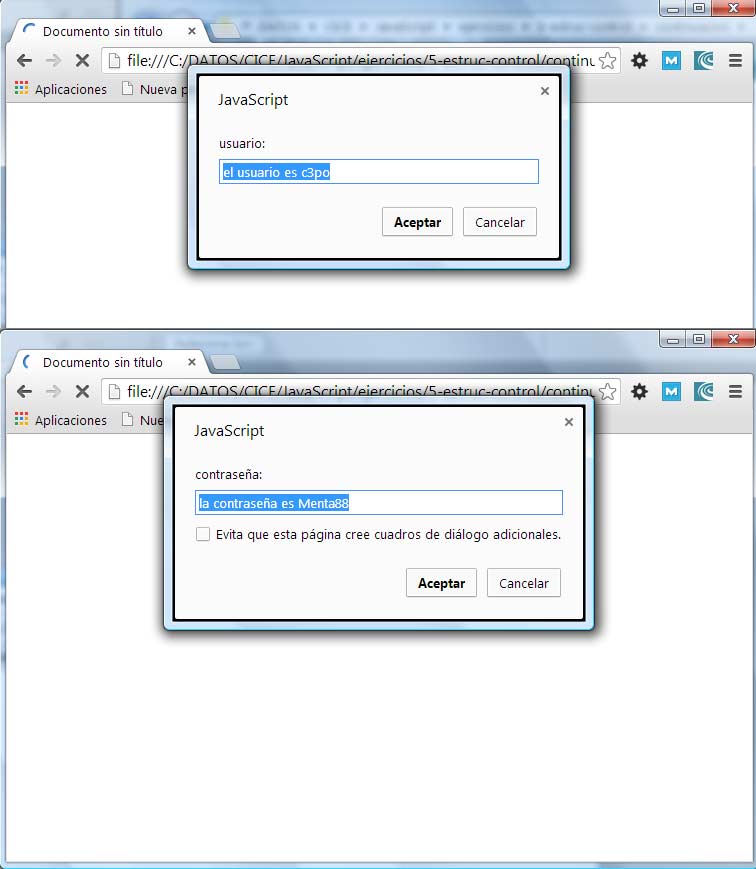 Documento sin título
file:///C:/DATOS/CICE/JavaScript/ejercicios/5-estruc-control/continu
Aplicaciones
Nueva p
JavaScript
usuario:
el usuario es c3po
Aceptar Cancelar
Documento sin título
file:///C:/DATOS/CICE/JavaScript/ejercicios/5-estruc-control/continu
Aplicaciones
Nue
JavaScript
contraseña:
la contraseña es Menta88
Evita que esta página cree cuadros de diálogo adicionales.
Aceptar Cancelar